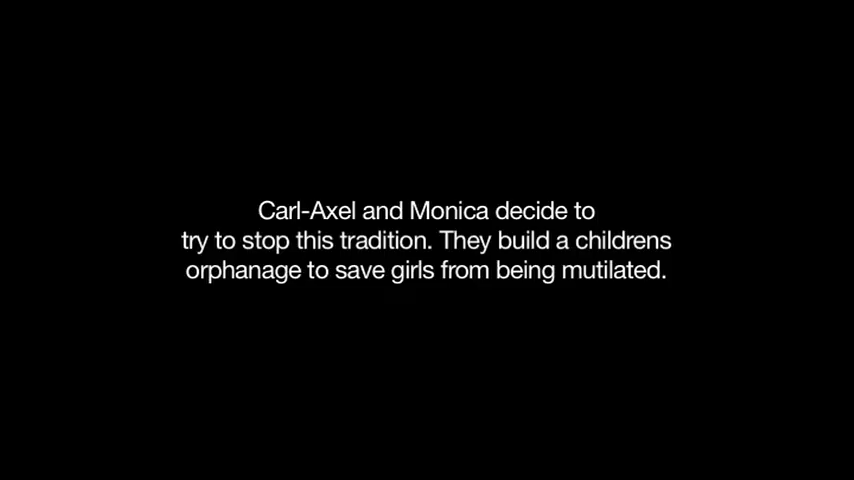 Carl-Axel and Monica decide to
try to stop this tradition. They build a childrens
orphanage to save girls from being mutilated.